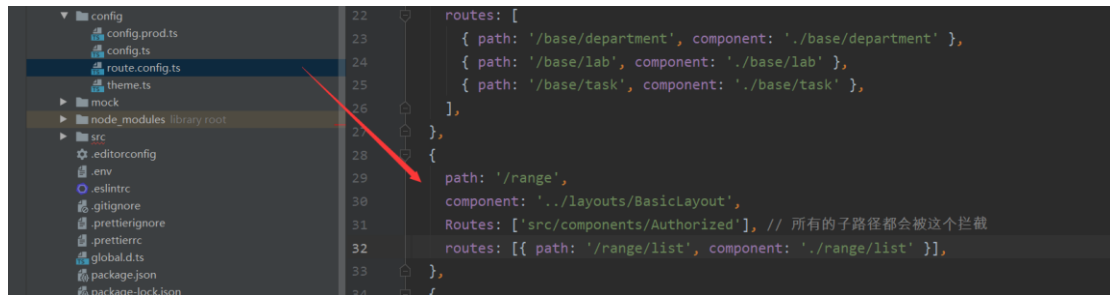 config
config.prod.ts
config.ts
route.config.ts
theme.ts
mock
node_modules library root
src
.editorconfig
.env
.eslintrc
.gitignore
.prettierignore
.prettierrc
global.d.ts
package.json
package-lock.json
22 routes: [
23 { path: '/base/department', component: './base/department' },
24 { path: '/base/lab', component: './base/lab' },
25 { path: '/base/task', component: './base/task' },
26 ],
27 },
28 {
29 path: '/range',
30 component: '../layouts/BasicLayout',
31 Routes: ['src/components/Authorized'], // 所有的子路径都会被这个拦截
32 routes: [{ path: '/range/list', component: './range/list' }],
33 },
34 {